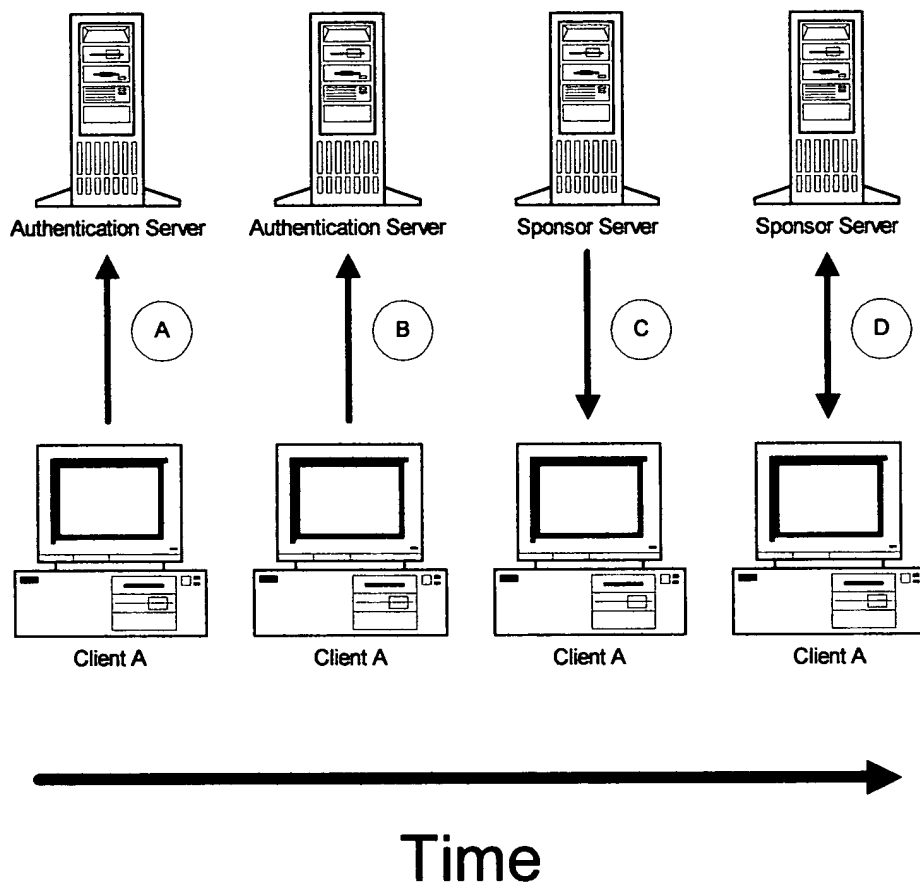 Authentication Server
Authentication Server
Sponsor Server
Sponsor Server
A
B
C
D
Client A
Client A
Client A
Client A
Time